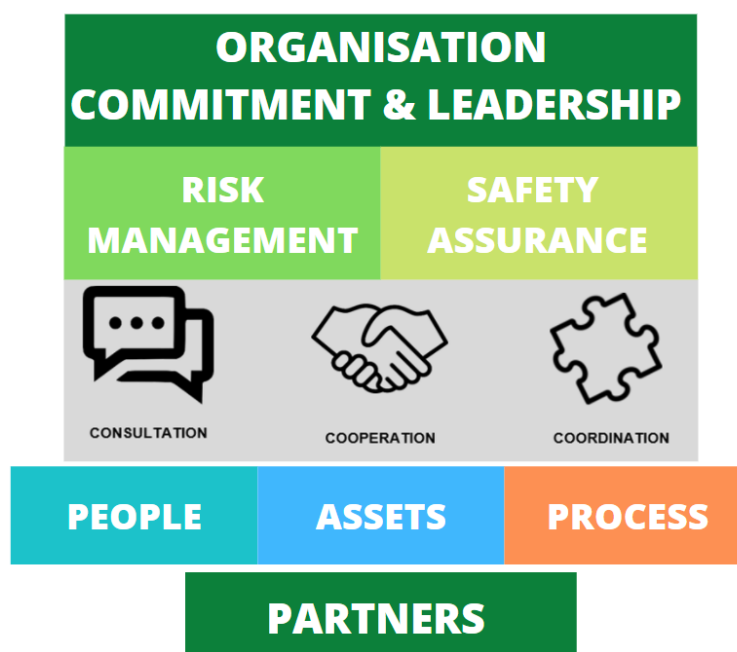 ORGANISATION
COMMITMENT & LEADERSHIP
RISK
MANAGEMENT
SAFETY
ASSURANCE
CONSULTATION
COOPERATION
COORDINATION
PEOPLE
ASSETS
PROCESS
PARTNERS